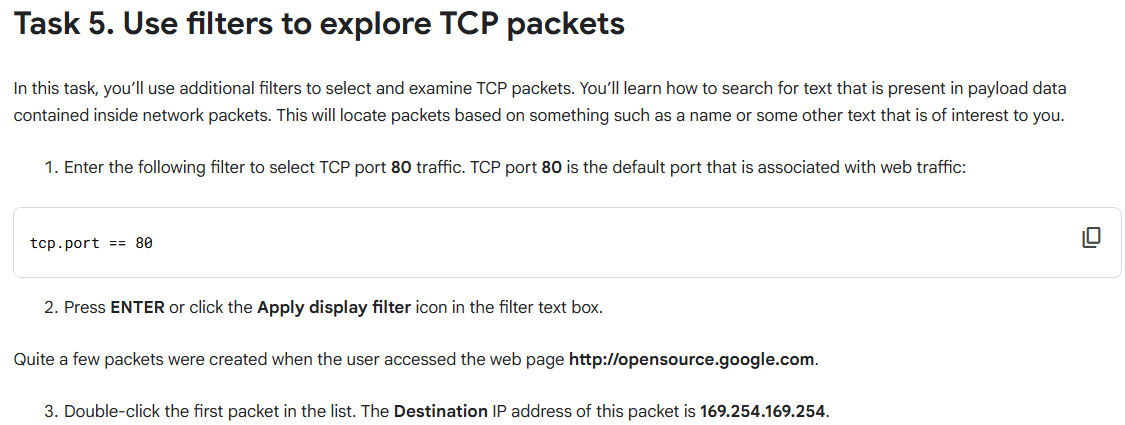 Task 5. Use filters to explore TCP packets
In this task, you’ll use additional filters to select and examine TCP packets. You’ll learn how to search for text that is present in payload data
contained inside network packets. This will locate packets based on something such as a name or some other text that is of interest to you.
1. Enter the following filter to select TCP port 80 traffic. TCP port 80 is the default port that is associated with web traffic:
tcp.port == 80
2. Press ENTER or click the Apply display filter icon in the filter text box.
Quite a few packets were created when the user accessed the web page http://opensource.google.com.
3. Double-click the first packet in the list. The Destination IP address of this packet is 169.254.169.254.